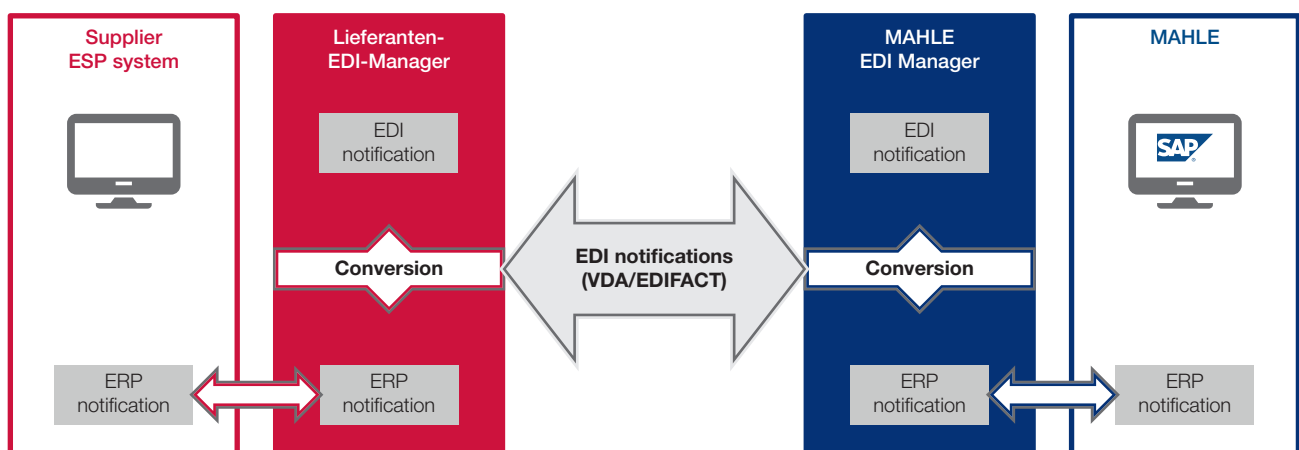 Supplier
ESP system
Lieferanten-
EDI-Manager
MAHLE
EDI Manager
MAHLE
EDI
notification
EDI
notification
SAP
Conversion
EDI notifications
(VDA/EDIFACT)
Conversion
ERP
notification
ERP
notification
ERP
notification
ERP
notification